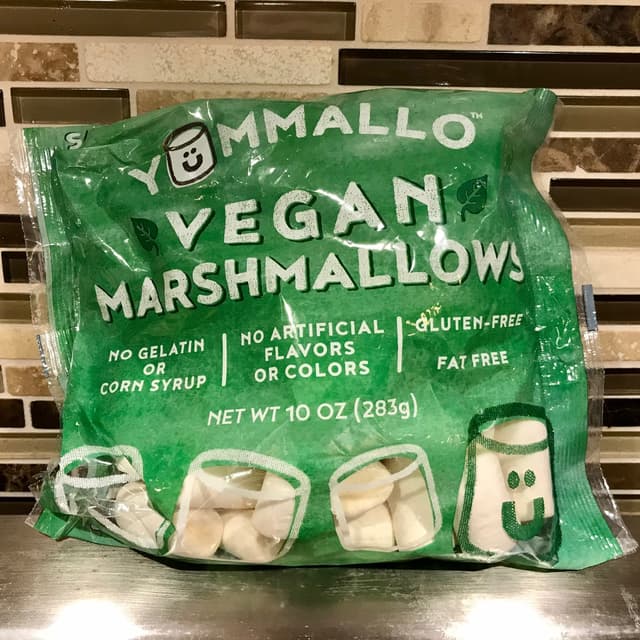 YUMMALLO™
VEGAN
MARSHMALLOWS
NO GELATIN
OR
CORN SYRUP
NO ARTIFICIAL
FLAVORS
OR COLORS
GLUTEN-FREE
FAT FREE
NET WT 10 OZ (283g)